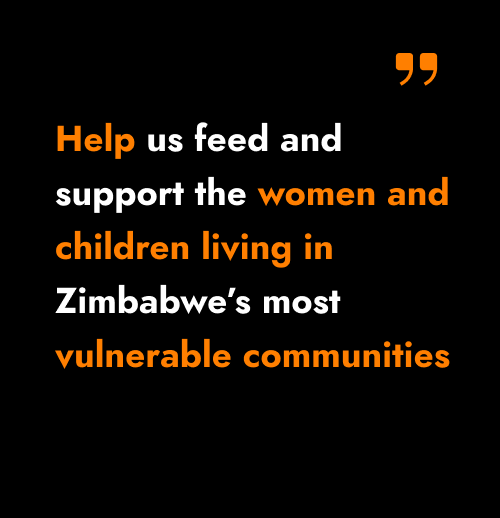 ”
Help us feed and
support the women and
children living in
Zimbabwe’s most
vulnerable communities